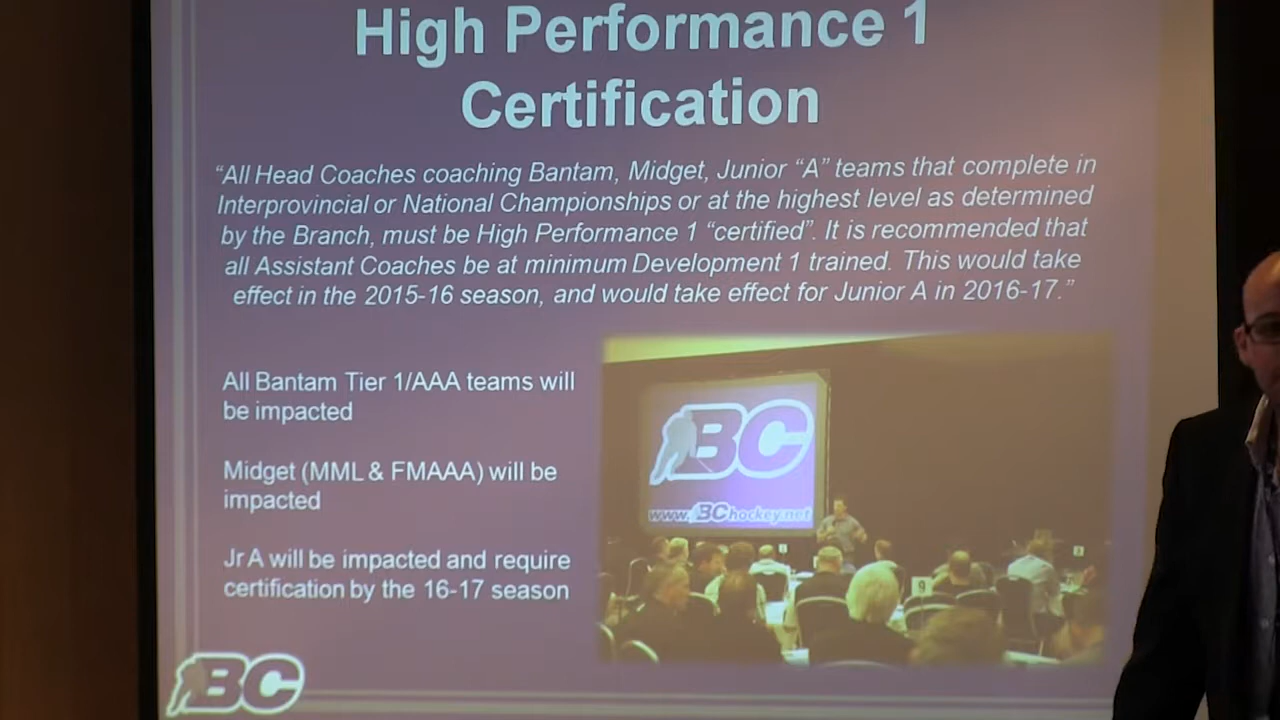 High Performance 1
Certification
“All Head Coaches coaching Bantam, Midget, Junior “A” teams that complete in
Interprovincial or National Championships or at the highest level as determined
by the Branch, must be High Performance 1 “certified”. It is recommended that
all Assistant Coaches be at minimum Development 1 trained. This would take
effect in the 2015-16 season, and would take effect for Junior A in 2016-17.”
All Bantam Tier 1/AAA teams will
be impacted
Midget (MML & FMAAA) will be
impacted
Jr A will be impacted and require
certification by the 16-17 season
BC
www.BChockey.net
BC